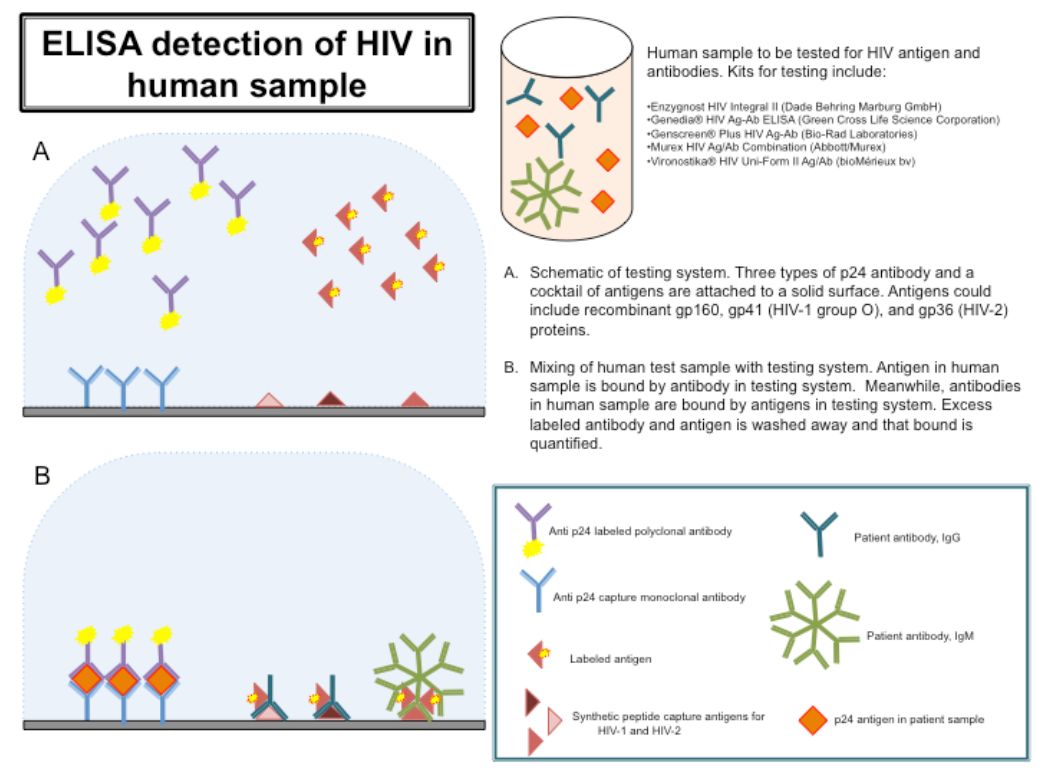 ELISA detection of HIV in
human sample
Human sample to be tested for HIV antigen and
antibodies. Kits for testing include:
•Enzygnost HIV Integral II (Dade Behring Marburg GmbH)
•Genedia® HIV Ag-Ab ELISA (Green Cross Life Science Corporation)
•Genscreen® Plus HIV Ag-Ab (Bio-Rad Laboratories)
•Murex HIV Ag/Ab Combination (Abbott/Murex)
•Vironostika® HIV Uni-Form II Ag/Ab (bioMérieux bv)
A
A. Schematic of testing system. Three types of p24 antibody and a
cocktail of antigens are attached to a solid surface. Antigens could
include recombinant gp160, gp41 (HIV-1 group O), and gp36 (HIV-2)
proteins.
B. Mixing of human test sample with testing system. Antigen in human
sample is bound by antibody in testing system. Meanwhile, antibodies
in human sample are bound by antigens in testing system. Excess
labeled antibody and antigen is washed away and that bound is
quantified.
B
Anti p24 labeled polyclonal antibody
Patient antibody, IgG
Anti p24 capture monoclonal antibody
Patient antibody, IgM
Labeled antigen
Synthetic peptide capture antigens for
HIV-1 and HIV-2
p24 antigen in patient sample